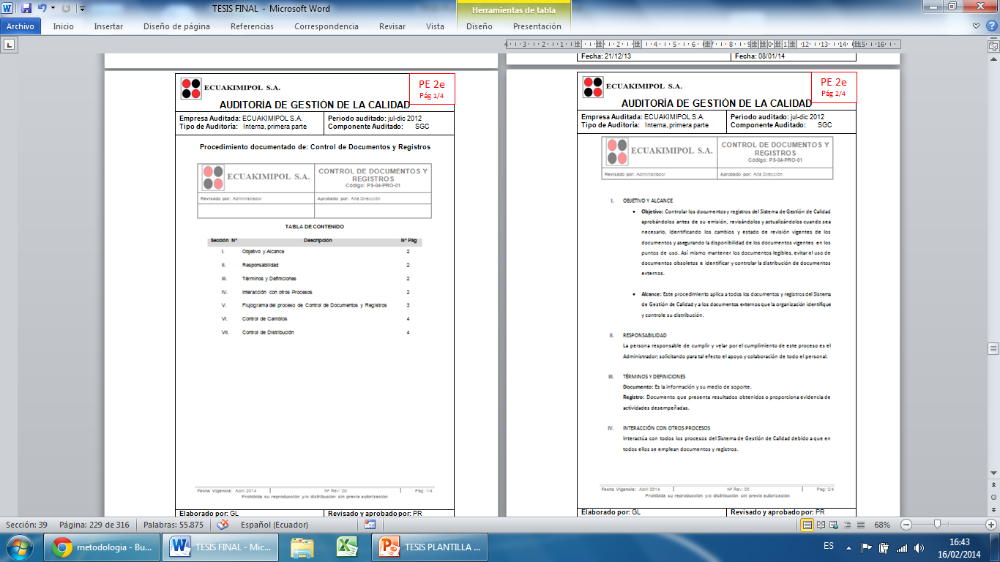 TESIS FINAL - Microsoft Word
Herramientas de tabla
Archivo Inicio Insertar Diseño de página Referencias Correspondencia Revisar Vista Diseño Presentación
Fecha: 21/12/13 Fecha: 08/01/14
ECUAKIMIPOL S.A.
PE 2e
Pág 1/4
AUDITORÍA DE GESTIÓN DE LA CALIDAD
Empresa Auditada: ECUAKIMIPOL S.A. Periodo auditado: jul-dic 2012
Tipo de Auditoría: Interna, primera parte Componente Auditado: SGC
Procedimiento documentado de: Control de Documentos y Registros
ECUAKIMIPOL S.A.
CONTROL DE DOCUMENTOS Y
REGISTROS
Código: PS-04-PRO-01
Revisado por: Administrador Aprobado por: Alta Dirección
TABLA DE CONTENIDO
Sección Nº Descripción Nº Pág
I. Objetivo y Alcance 2
II. Responsabilidad 2
III. Términos y Definiciones 2
IV. Interacción con otros Procesos 2
V. Flujograma del proceso de Control de Documentos y Registros 3
VI. Control de Cambios 4
VII. Control de Distribución 4
Fecha Vigencia: Abril 2014 Nº Rev: 00 Pag: 1/4
Prohibida su reproducción y/o distribución sin previa autorización
Elaborado por: GL Revisado y aprobado por: PR
ECUAKIMIPOL S.A.
PE 2e
Pág 2/4
AUDITORÍA DE GESTIÓN DE LA CALIDAD
Empresa Auditada: ECUAKIMIPOL S.A. Periodo auditado: jul-dic 2012
Tipo de Auditoría: Interna, primera parte Componente Auditado: SGC
ECUAKIMIPOL S.A.
CONTROL DE DOCUMENTOS Y
REGISTROS
Código: PS-04-PRO-01
Revisado por: Administrador Aprobado por: Alta Dirección
I. OBJETIVO Y ALCANCE
• Objetivo: Controlar los documentos y registros del Sistema de Gestión de Calidad
aprobándolos antes de su emisión, revisándolos y actualizándolos cuando sea
necesario, identificando los cambios y estado de revisión vigentes de los
documentos y asegurando la disponibilidad de los documentos vigentes en los
puntos de uso. Así mismo mantener los documentos legibles, evitar el uso de
documentos obsoletos e identificar y controlar la distribución de documentos
externos.
• Alcance: Este procedimiento aplica a todos los documentos y registros del Sistema
de Gestión de Calidad y a los documentos externos que la organización identifique
y controle su distribución.
II. RESPONSABILIDAD
La persona responsable de cumplir y velar por el cumplimiento de este proceso es el
Administrador; solicitando para tal efecto el apoyo y colaboración de todo el personal.
III. TÉRMINOS Y DEFINICIONES
Documento: Es la información y su medio de soporte.
Registro: Documento que presenta resultados obtenidos o proporciona evidencia de
actividades desempeñadas.
IV. INTERACCIÓN CON OTROS PROCESOS
Interactúa con todos los procesos del Sistema de Gestión de Calidad debido a que en
todos ellos se emplean documentos y registros.
Fecha Vigencia: Abril 2014 Nº Rev: 00 Pag: 2/4
Prohibida su reproducción y/o distribución sin previa autorización
Elaborado por: GL Revisado y aprobado por: PR
Sección: 39 Página: 229 de 316 Palabras: 55.875 Español (Ecuador) 68%
metodologia - Bu... TESIS FINAL - Mic... TESIS PLANTILLA ... ES 16:43
16/02/2014